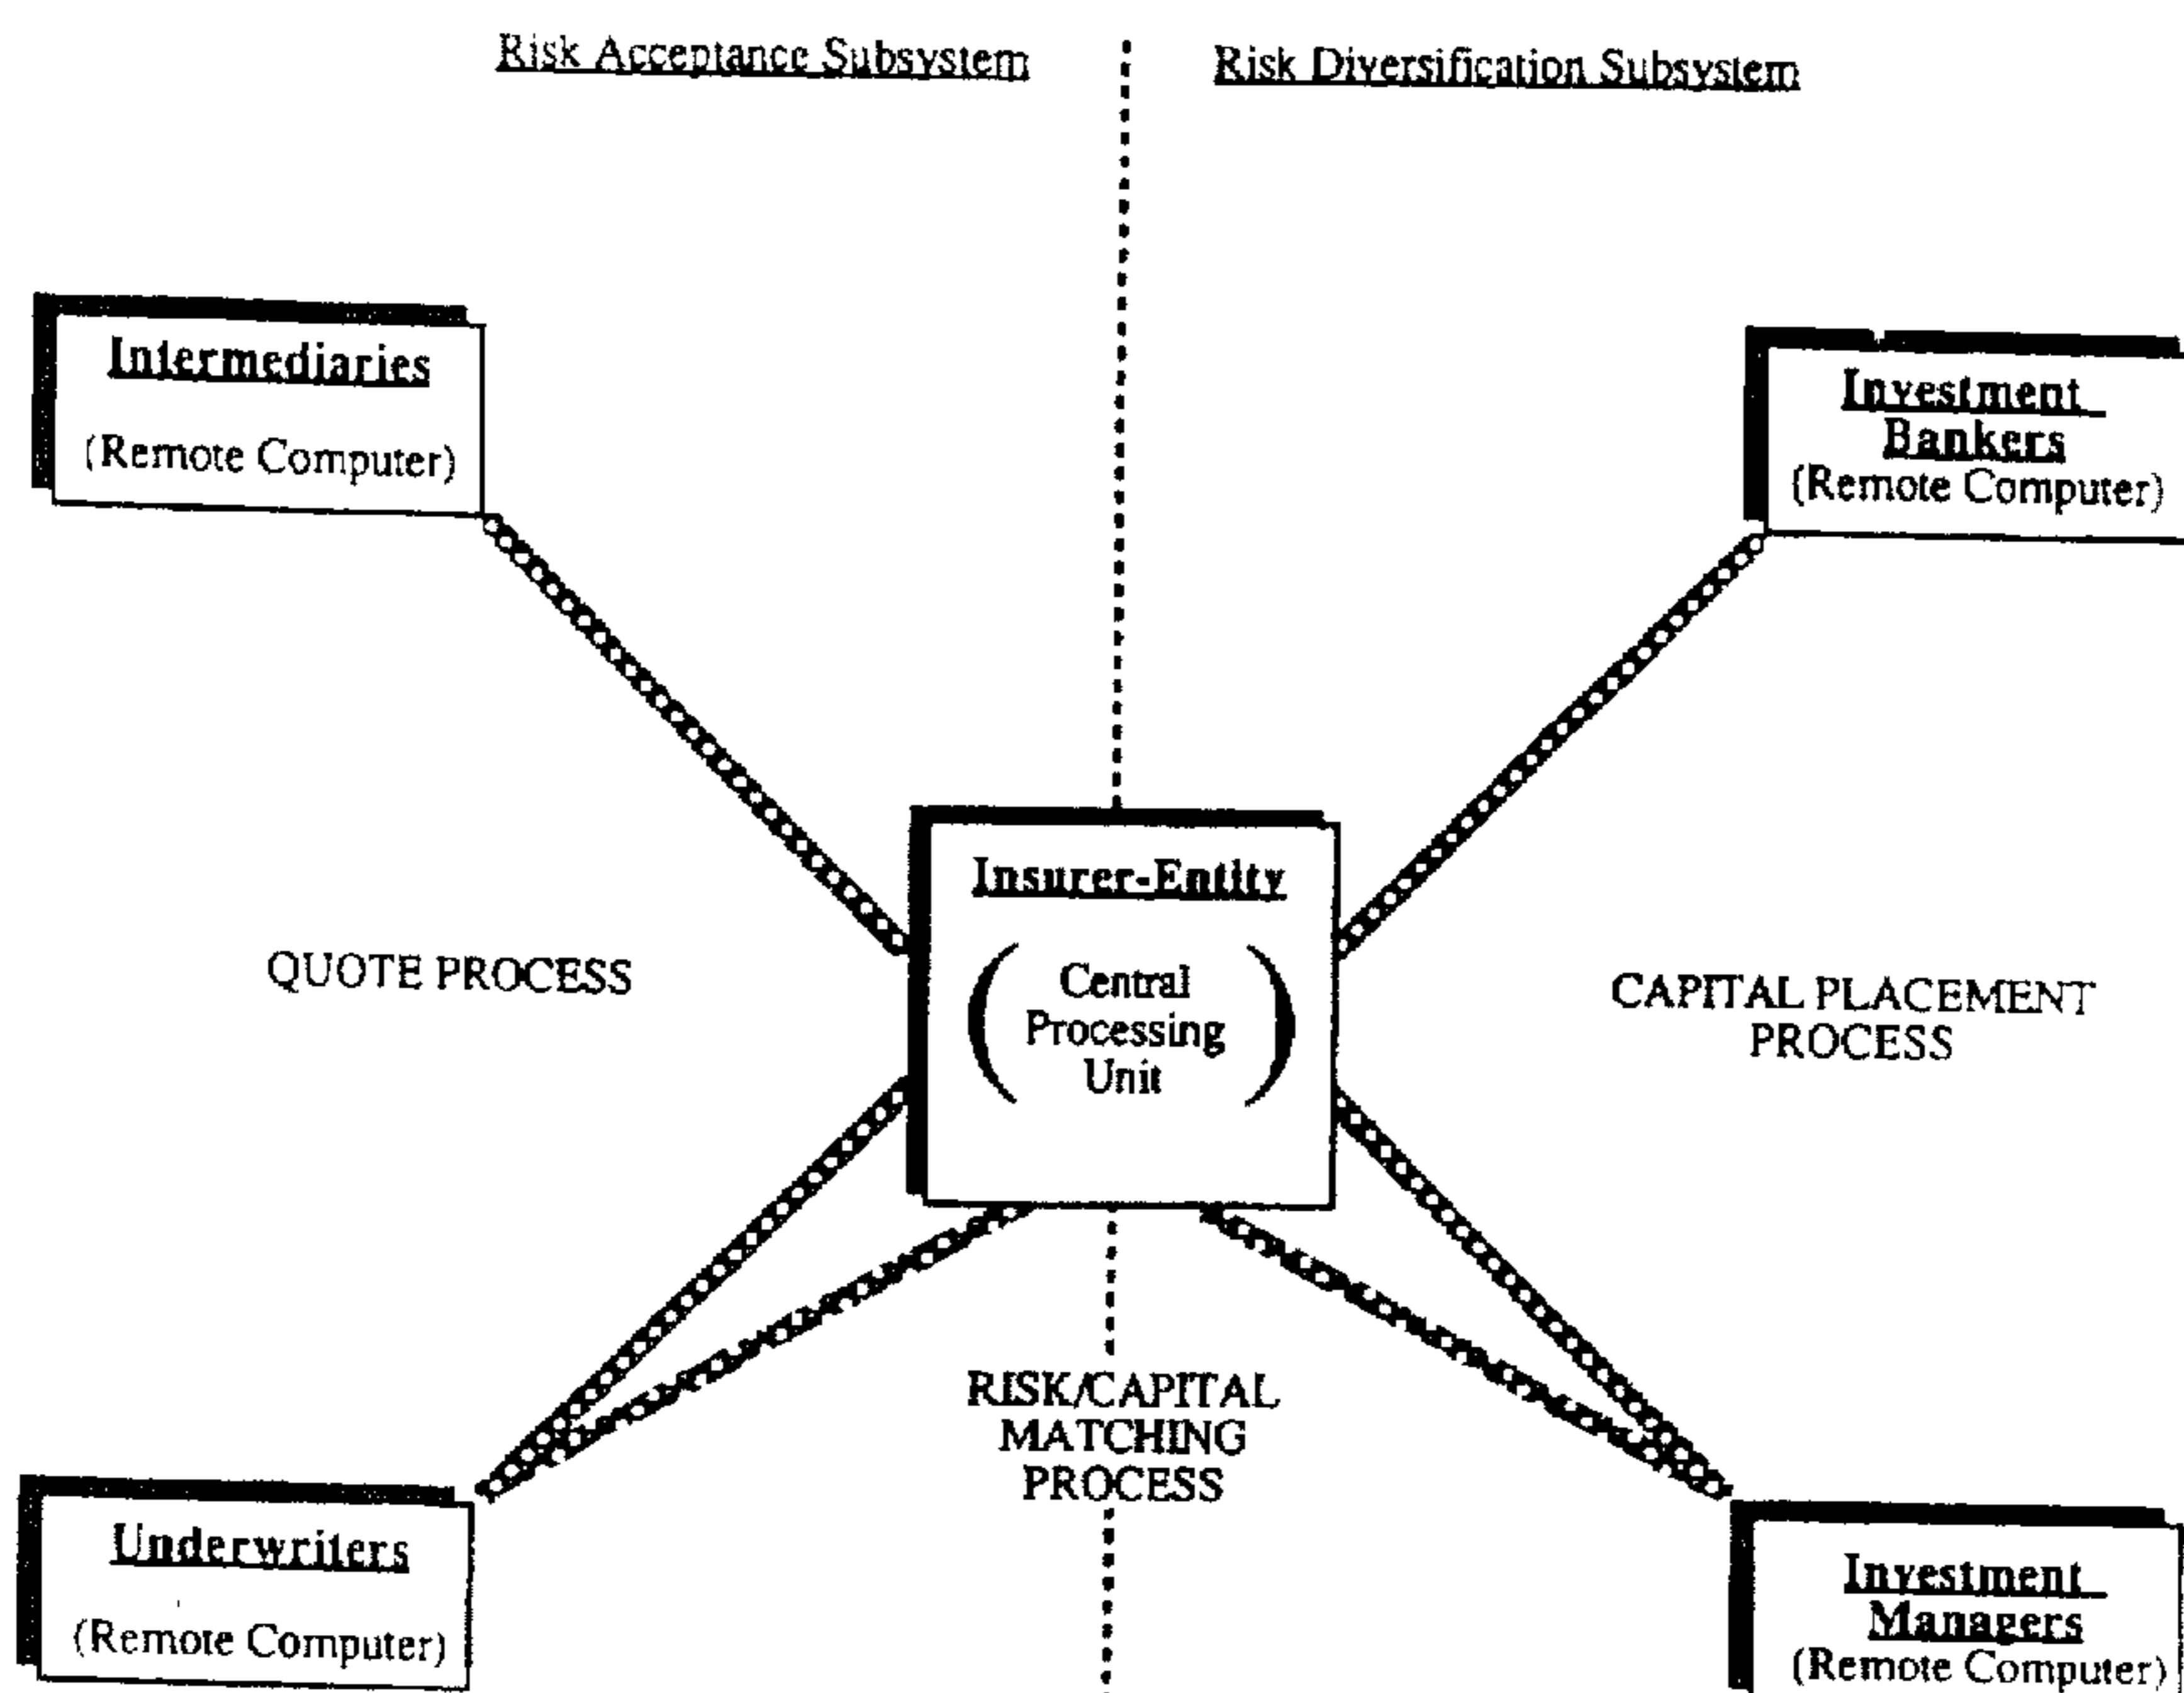 Risk Acceptance Subsystem
Risk Diversification Subsystem
Intermediaries
(Remote Computer)
Investment
Bankers
(Remote Computer)
Insurer-Entity
Central
Processing
Unit
QUOTE PROCESS
CAPITAL PLACEMENT
PROCESS
RISK/CAPITAL
MATCHING
PROCESS
Underwriters
(Remote Computer)
Investment
Managers
(Remote Computer)